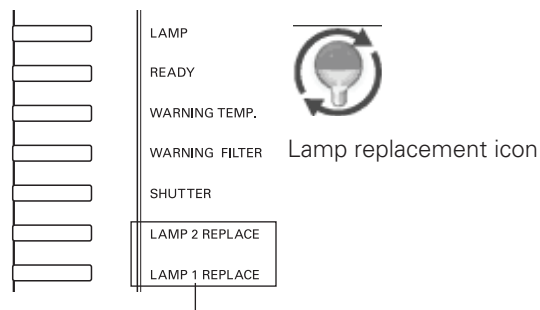 LAMP
READY
WARNING TEMP.
WARNING FILTER
SHUTTER
LAMP 2 REPLACE
LAMP 1 REPLACE
Lamp replacement icon